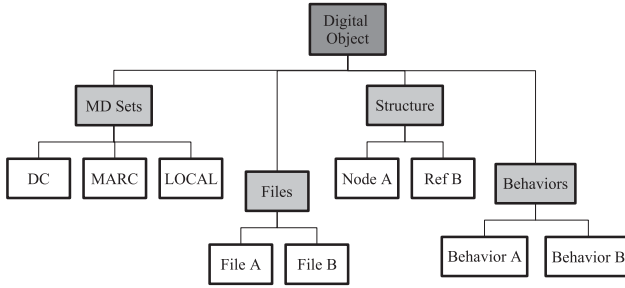 Digital
Object
MD Sets
Structure
DC
MARC
LOCAL
Files
Node A
Ref B
Behaviors
File A
File B
Behavior A
Behavior B